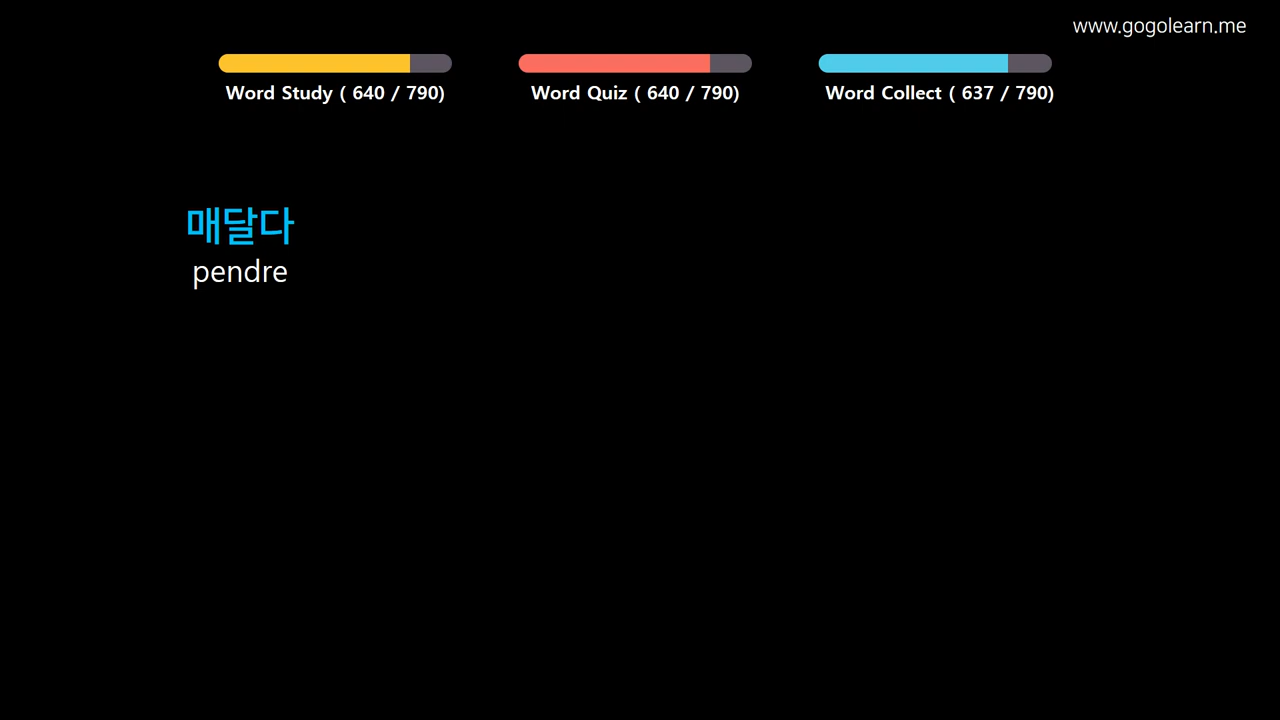 www.gogolearn.me
Word Study ( 640 / 790)
Word Quiz ( 640 / 790)
Word Collect ( 637 / 790)
매달다
pendre